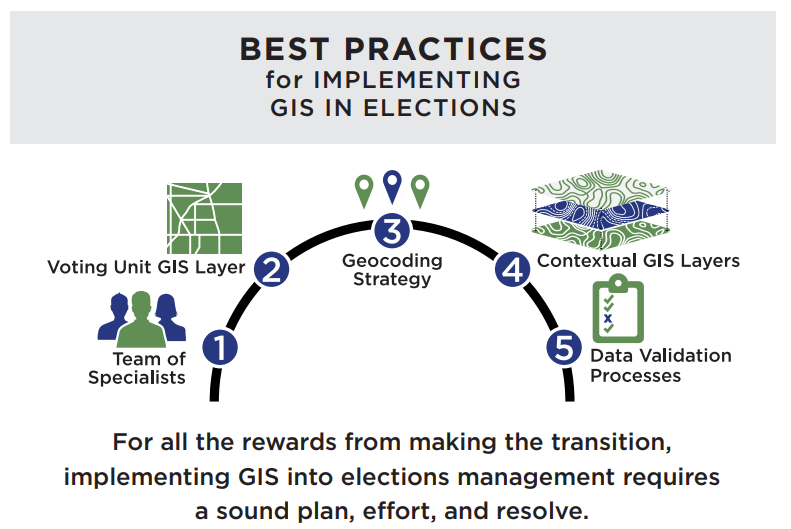 BEST PRACTICES
for IMPLEMENTING
GIS IN ELECTIONS
1
Team of
Specialists
2
Voting Unit GIS Layer
3
Geocoding
Strategy
4
Contextual GIS Layers
5
Data Validation
Processes
For all the rewards from making the transition,
implementing GIS into elections management requires
a sound plan, effort, and resolve.